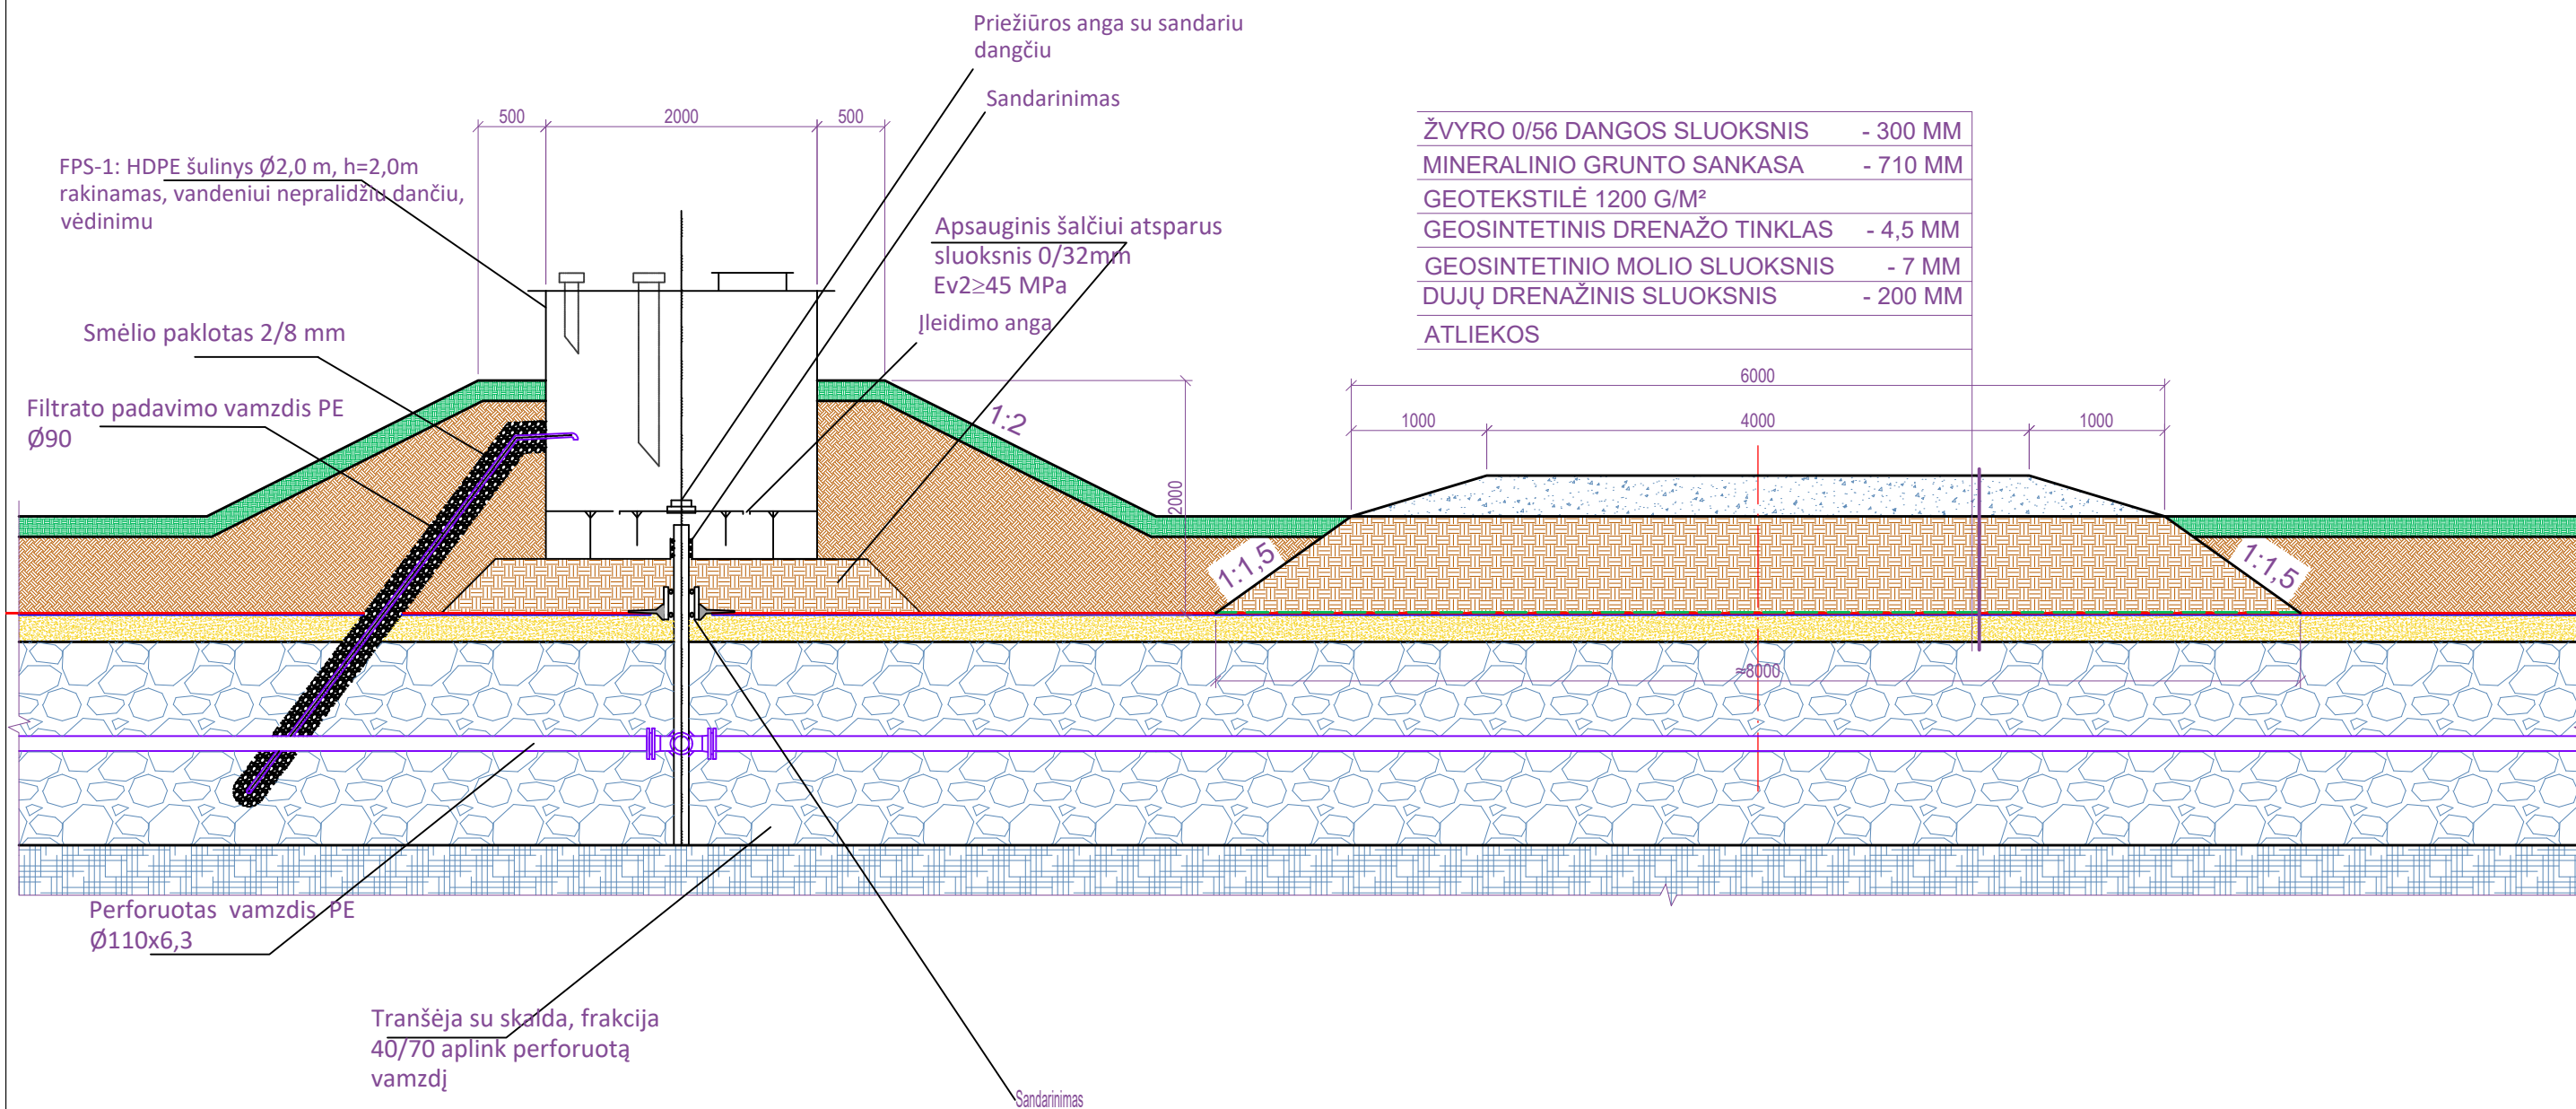 Priežiūros anga su sandariu
dangčiu
Sandarinimas
500
2000
500
FPS-1: HDPE šulinys Ø2,0 m, h=2,0m
rakinamas, vandeniui nepralidžiu dančiu,
vėdinimu
Apsauginis šalčiui atsparus
sluoksnis 0/32mm
Ev2≥45 MPa
Įleidimo anga
Smėlio paklotas 2/8 mm
Filtrato padavimo vamzdis PE
Ø90
1:2
2000
ŽVYRO 0/56 DANGOS SLUOKSNIS - 300 MM
MINERALINIO GRUNTO SANKASA - 710 MM
GEOTEKSTILĖ 1200 G/M²
GEOSINTETINIS DRENAŽO TINKLAS - 4,5 MM
GEOSINTETINIO MOLIO SLUOKSNIS - 7 MM
DUJŲ DRENAŽINIS SLUOKSNIS - 200 MM
ATLIEKOS
6000
1000
4000
1000
1:1,5
1:1,5
≈8000
Perforuotas vamzdis PE
Ø110x6,3
Tranšėja su skalda, frakcija
40/70 aplink perforuotą
vamzdį
Sandarinimas